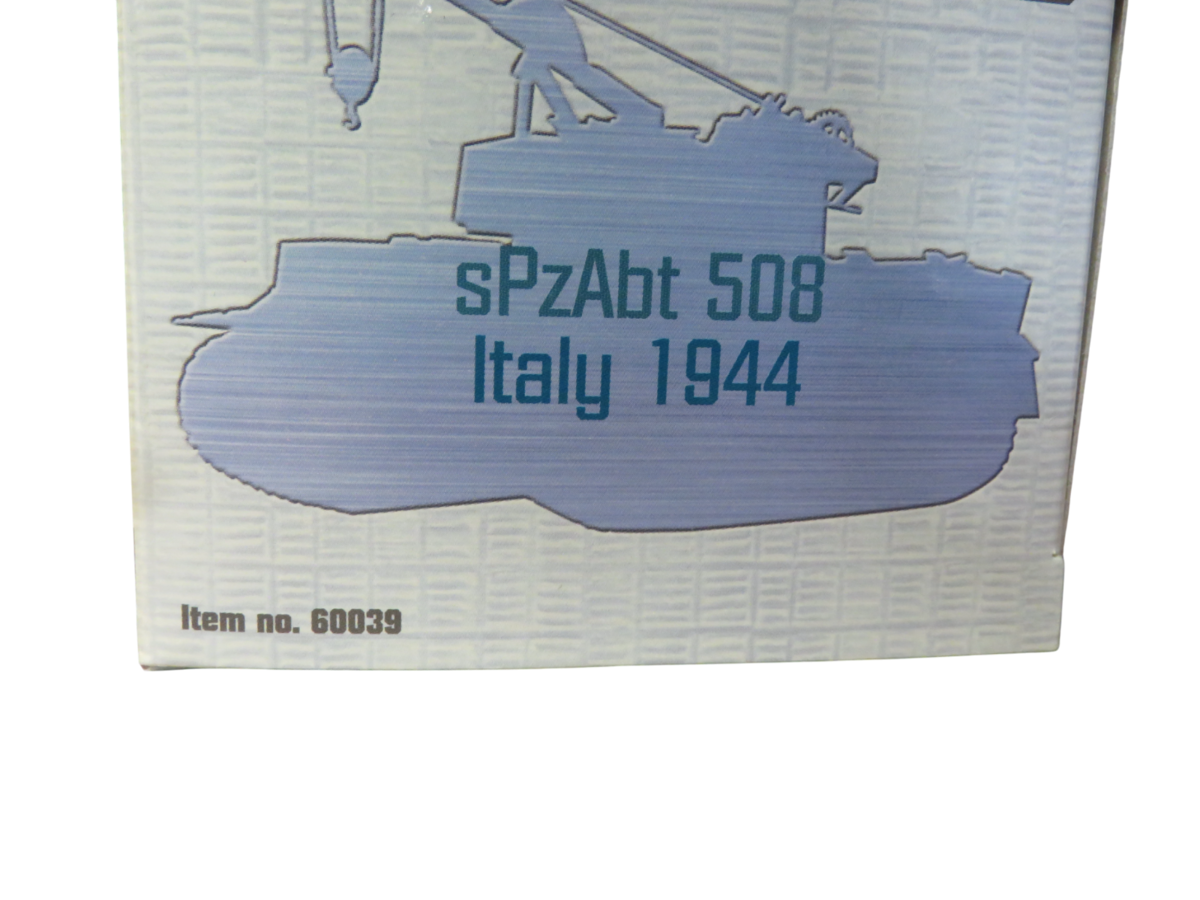 sPzAbt 508
Italy 1944
Item no. 60039